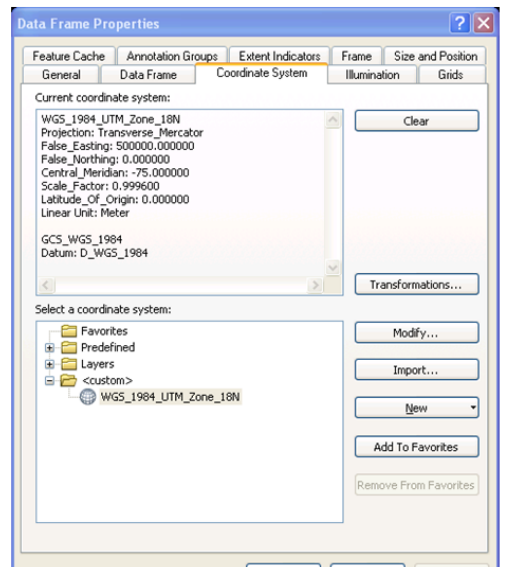 Data Frame Properties
Feature Cache Annotation Groups Extent Indicators Frame Size and Position
General Data Frame Coordinate System Illumination Grids
Current coordinate system:
WGS_1984_UTM_Zone_18N
Projection: Transverse_Mercator
False_Easting: 500000.000000
False_Northing: 0.000000
Central_Meridian: -75.000000
Scale_Factor: 0.999600
Latitude_Of_Origin: 0.000000
Linear Unit: Meter
GCS_WGS_1984
Datum: D_WGS_1984
Clear
Transformations...
Select a coordinate system:
Favorites
Predefined
Layers
<custom>
WGS_1984_UTM_Zone_18N
Modify...
Import...
New
Add To Favorites
Remove From Favorites